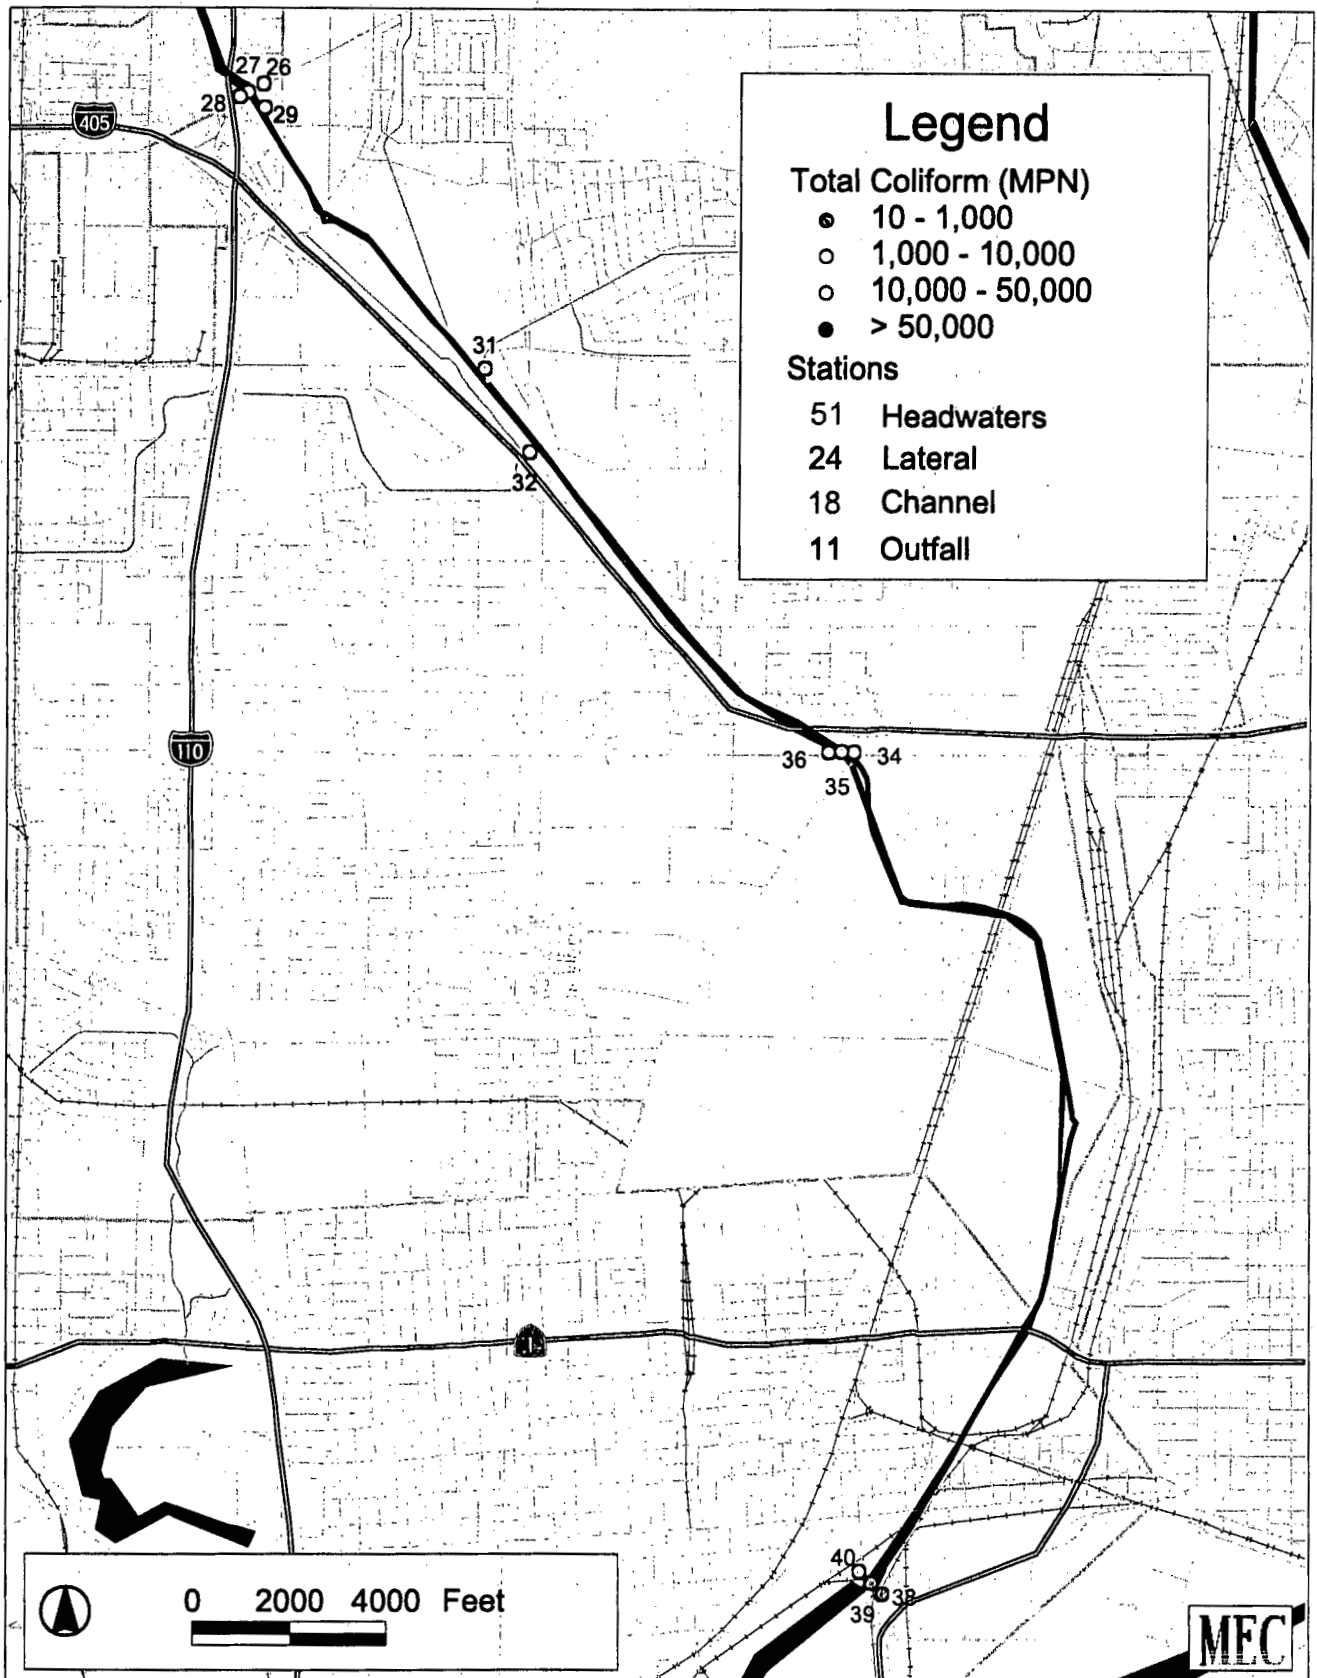 27 26
28
29
405
Legend
Total Coliform (MPN)
10 - 1,000
1,000 - 10,000
10,000 - 50,000
> 50,000
Stations
51 Headwaters
24 Lateral
18 Channel
11 Outfall
31
32
110
36
34
35
40
38
39
0 2000 4000 Feet
MEC